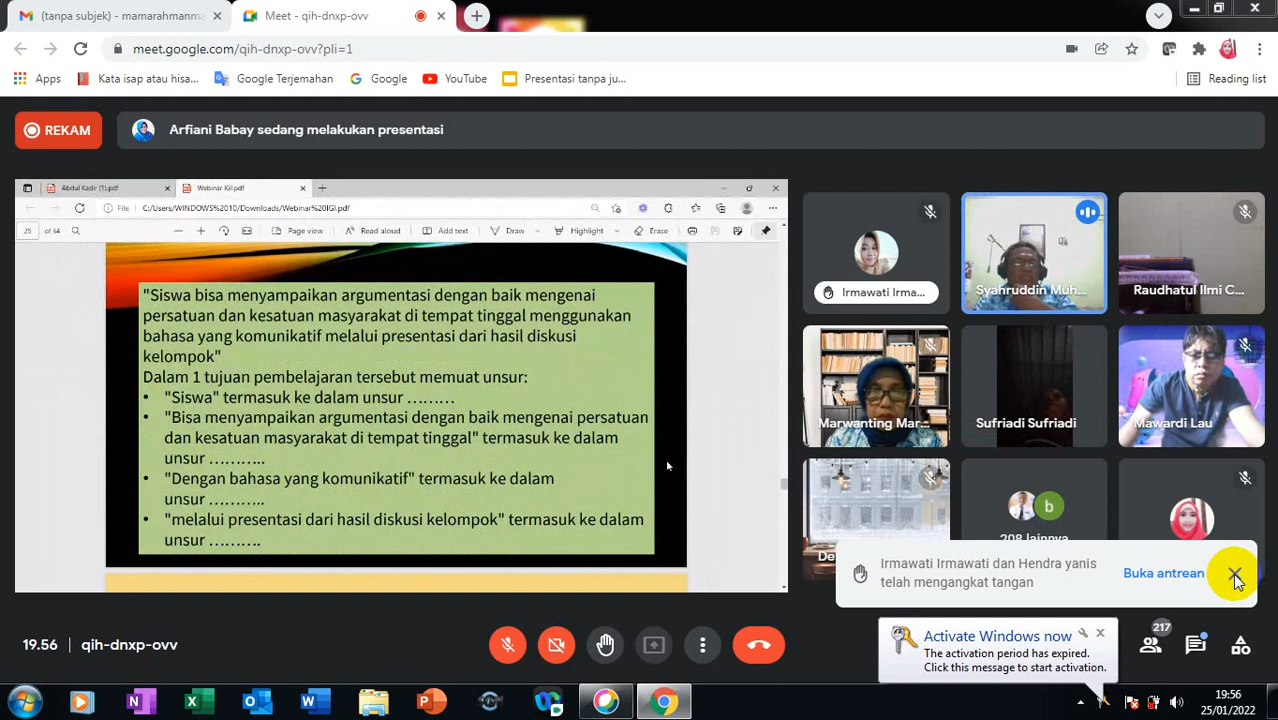 (tanpa subjek) - mamarahmanma
Meet - qih-dnxp-ovv
meet.google.com/qih-dnxp-ovv?pli=1
Apps
Kata isap atau hisa...
Google Terjemahan
Google
YouTube
Presentasi tanpa ju...
Reading list
REKAM
Arfiani Babay sedang melakukan presentasi
Abdul Kadir (1).pdf
Webinar IGI.pdf
File
C:/Users/WINDOWS%2010/Downloads/Webinar%20IGI.pdf
25 of 84
Page view
Read aloud
Add text
Draw
Highlight
Erase
"Siswa bisa menyampaikan argumentasi dengan baik mengenai
persatuan dan kesatuan masyarakat di tempat tinggal menggunakan
bahasa yang komunikatif melalui presentasi dari hasil diskusi
kelompok"
Dalam 1 tujuan pembelajaran tersebut memuat unsur:
• "Siswa" termasuk ke dalam unsur ………
• "Bisa menyampaikan argumentasi dengan baik mengenai persatuan
dan kesatuan masyarakat di tempat tinggal" termasuk ke dalam
unsur ………..
• "Dengan bahasa yang komunikatif" termasuk ke dalam
unsur ………..
• "melalui presentasi dari hasil diskusi kelompok" termasuk ke dalam
unsur ……….
Irmawati Irma...
Syahruddin Muh...
Raudhatul Ilmi C...
Marwanting Mar...
Sufriadi Sufriadi
Mawardi Lau
b
208 lainnya
Irmawati Irmawati dan Hendra yanis
telah mengangkat tangan
Buka antrean
19.56 | qih-dnxp-ovv
217
Activate Windows now
The activation period has expired.
Click this message to start activation.
19:56
25/01/2022